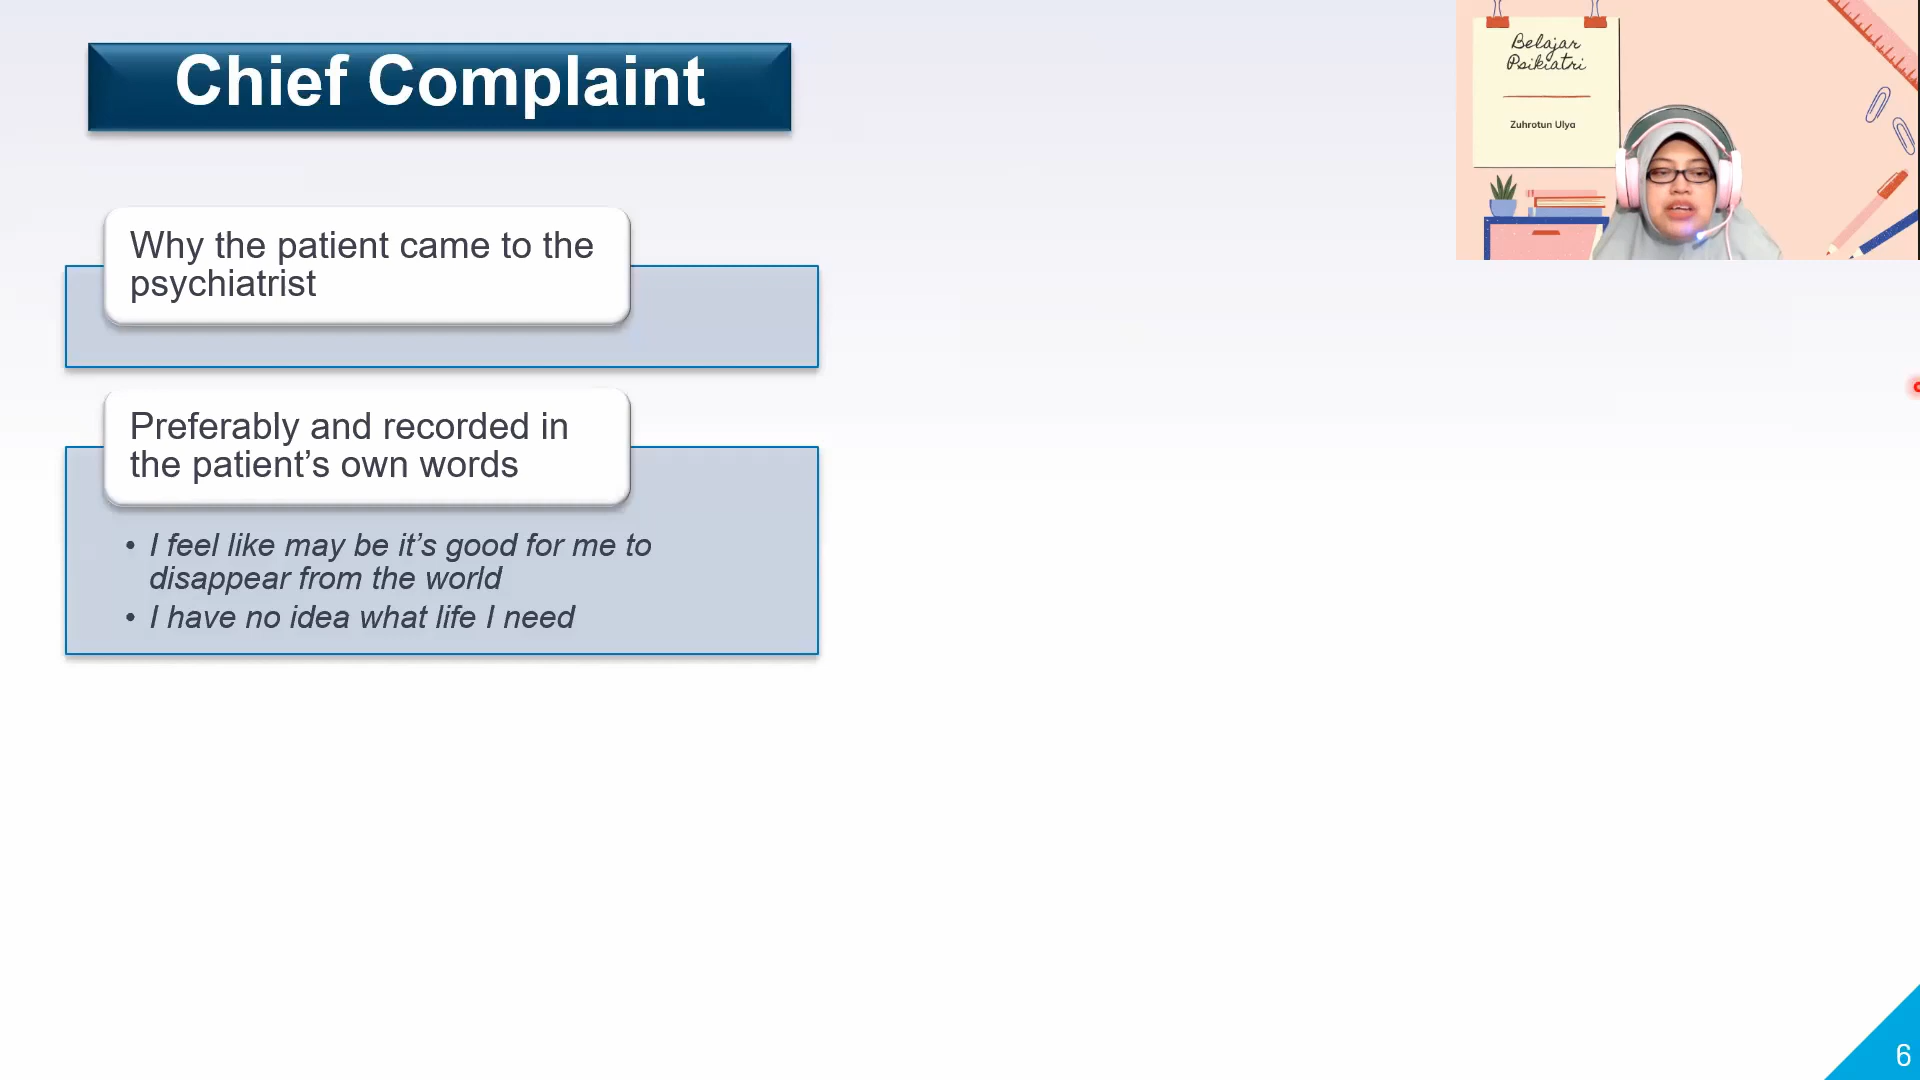 Chief Complaint
Why the patient came to the
psychiatrist
Preferably and recorded in
the patient’s own words
• I feel like may be it’s good for me to
disappear from the world
• I have no idea what life I need
Belajar
Psikiatri
Zuhrotun Ulya
6